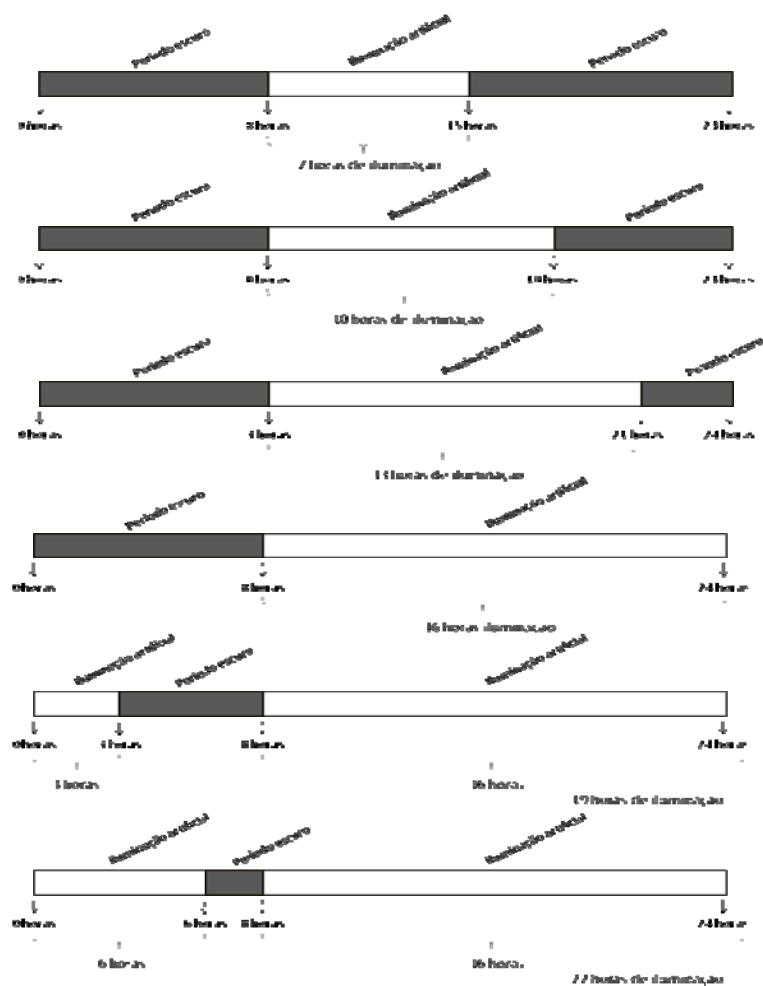 Período escuro Iluminação artificial Período escuro
0 horas 8 horas 15 horas 24 horas
7 horas de iluminação
Período escuro Iluminação artificial Período escuro
0 horas 8 horas 18 horas 24 horas
10 horas de iluminação
Período escuro Iluminação artificial Período escuro
0 horas 8 horas 21 horas 24 horas
13 horas de iluminação
Período escuro Iluminação artificial
0 horas 8 horas 24 horas
16 horas iluminação
Iluminação artificial Período escuro Iluminação artificial
0 horas 3 horas 8 horas 24 horas
3 horas 16 horas
19 horas de iluminação
Iluminação artificial Período escuro Iluminação artificial
0 horas 6 horas 8 horas 24 horas
6 horas 16 horas
22 horas de iluminação